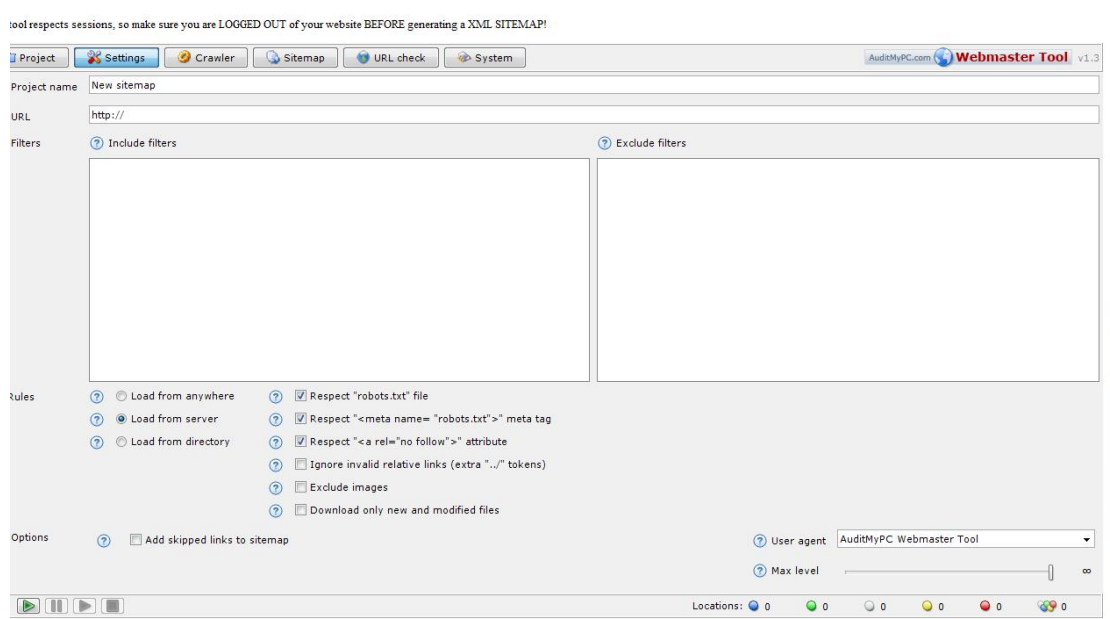 tool respects sessions, so make sure you are LOGGED OUT of your website BEFORE generating a XML SITEMAP!
Project Settings Crawler Sitemap URL check System AuditMyPC.com Webmaster Tool v1.3
Project name New sitemap
URL http://
Filters Include filters Exclude filters
Rules Load from anywhere Respect "robots.txt" file
Load from server Respect "<meta name= "robots.txt">" meta tag
Load from directory Respect "<a rel="no follow">" attribute
Ignore invalid relative links (extra "../" tokens)
Exclude images
Download only new and modified files
Options Add skipped links to sitemap User agent AuditMyPC Webmaster Tool
Max level ∞
Locations: 0 0 0 0 0 0